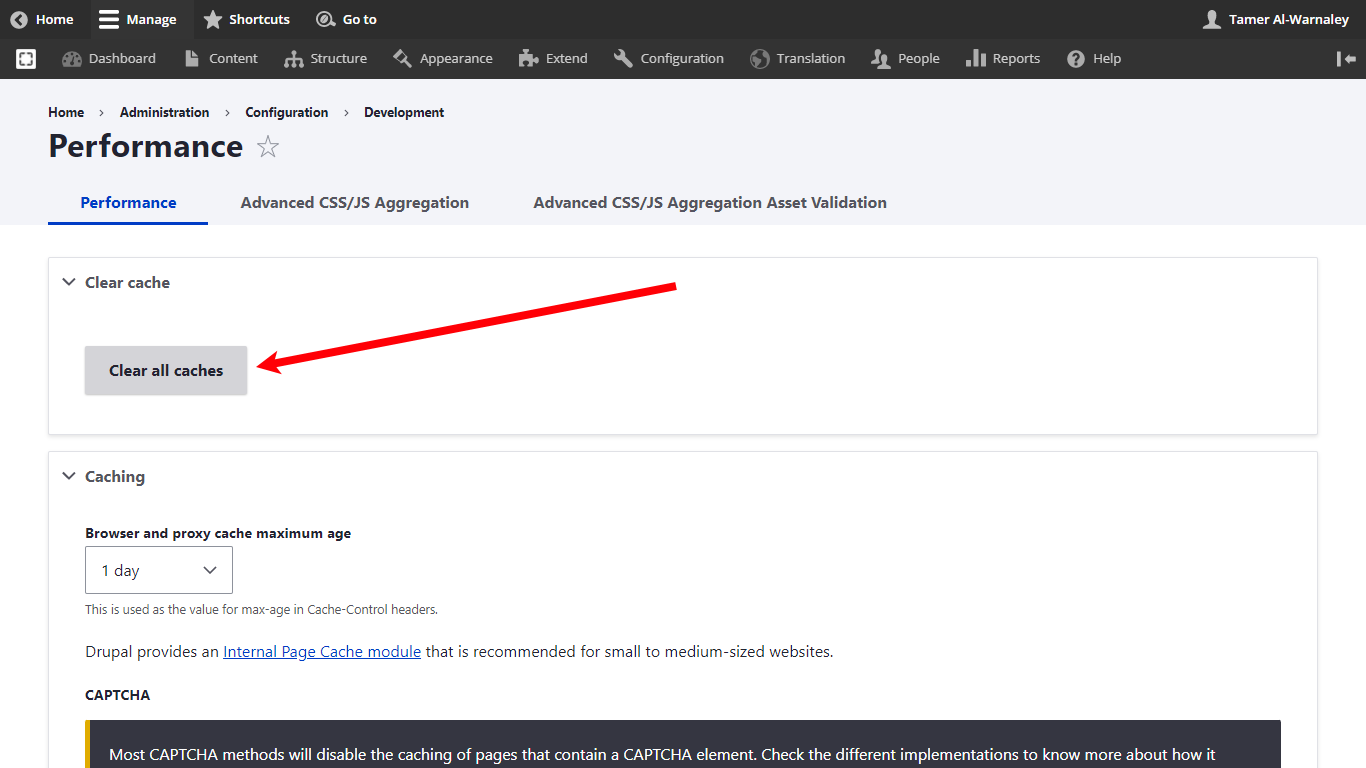 Home Manage Shortcuts Go to Tamer Al-Warnaley
Dashboard Content Structure Appearance Extend Configuration Translation People Reports Help
Home › Administration › Configuration › Development
Performance
Performance Advanced CSS/JS Aggregation Advanced CSS/JS Aggregation Asset Validation
Clear cache
Clear all caches
Caching
Browser and proxy cache maximum age
1 day
This is used as the value for max-age in Cache-Control headers.
Drupal provides an Internal Page Cache module that is recommended for small to medium-sized websites.
CAPTCHA
Most CAPTCHA methods will disable the caching of pages that contain a CAPTCHA element. Check the different implementations to know more about how it